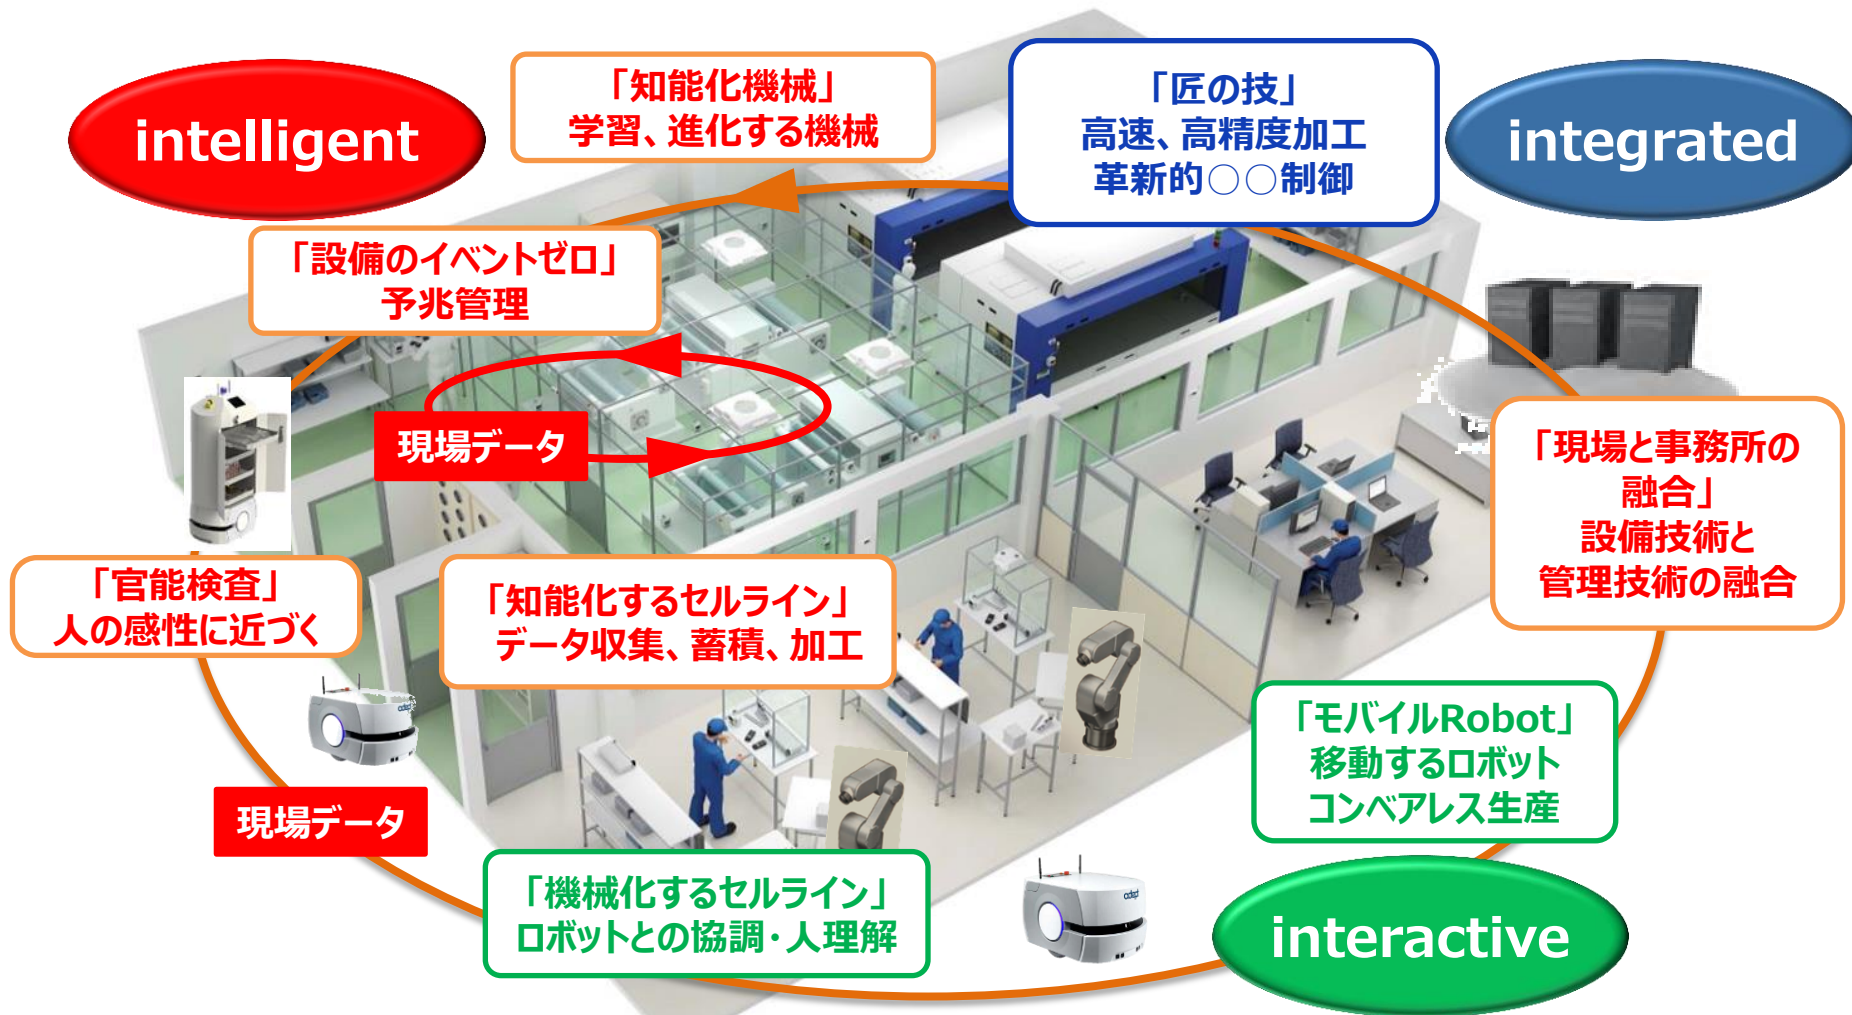 intelligent
「知能化機械」
学習、進化する機械
「匠の技」
高速、高精度加工
革新的○○制御
integrated
「設備のイベントゼロ」
予兆管理
現場データ
「現場と事務所の
融合」
設備技術と
管理技術の融合
「官能検査」
人の感性に近づく
「知能化するセルライン」
データ収集、蓄積、加工
「モバイルRobot」
移動するロボット
コンベアレス生産
現場データ
「機械化するセルライン」
ロボットとの協調・人理解
adept
adept
interactive